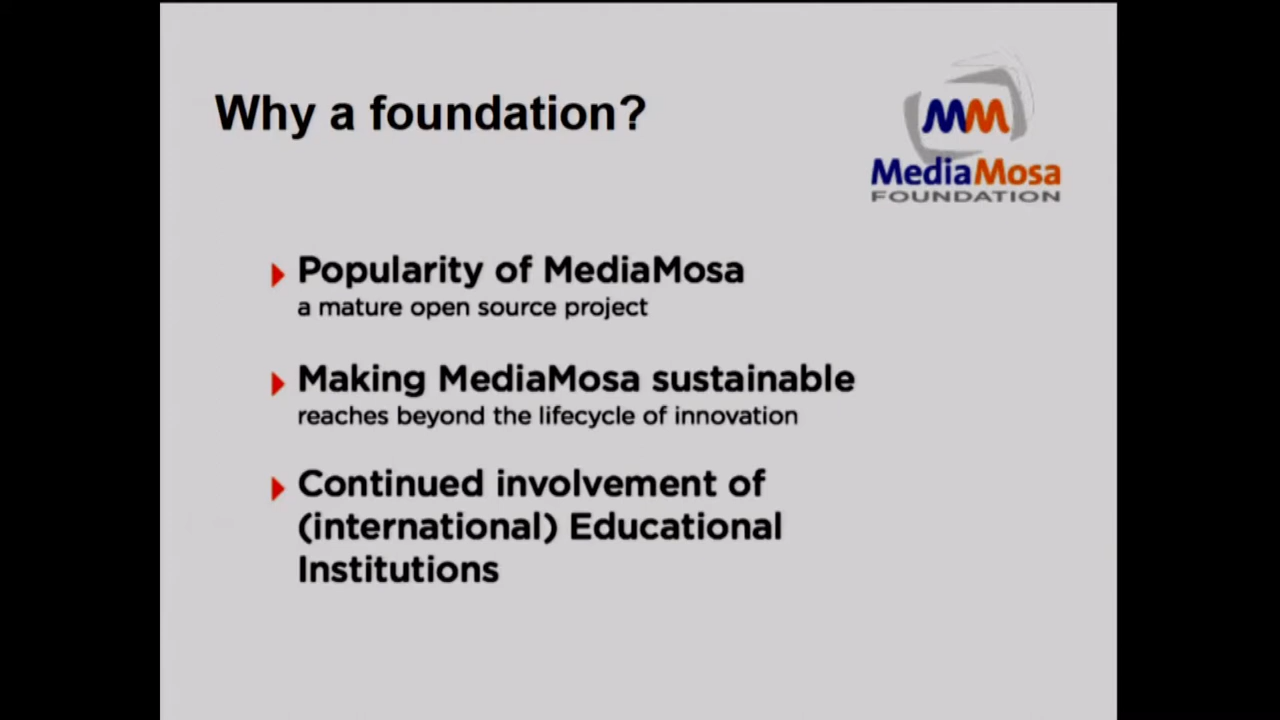 Why a foundation?
MM
MediaMosa
FOUNDATION
Popularity of MediaMosa
a mature open source project
Making MediaMosa sustainable
reaches beyond the lifecycle of innovation
Continued involvement of
(international) Educational
Institutions